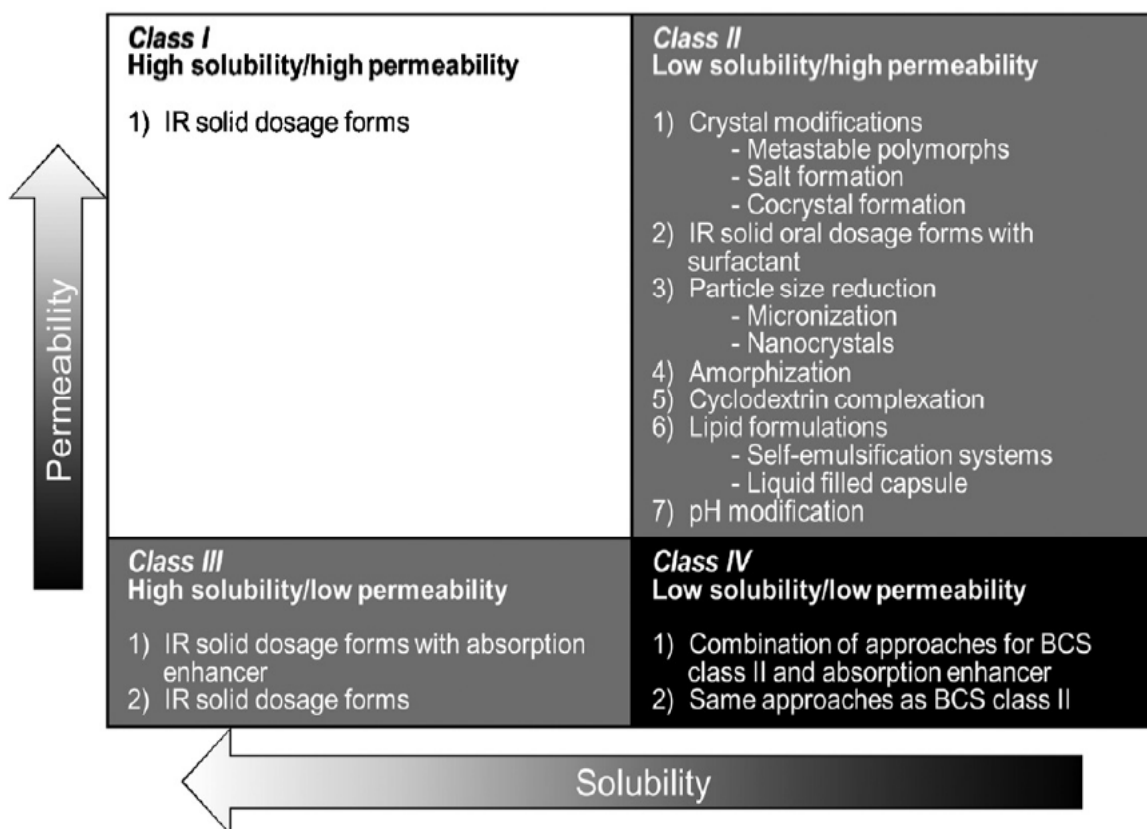 Class I
High solubility/high permeability
1) IR solid dosage forms
Class II
Low solubility/high permeability
1) Crystal modifications
- Metastable polymorphs
- Salt formation
- Cocrystal formation
2) IR solid oral dosage forms with
surfactant
3) Particle size reduction
- Micronization
- Nanocrystals
4) Amorphization
5) Cyclodextrin complexation
6) Lipid formulations
- Self-emulsification systems
- Liquid filled capsule
7) pH modification
Permeability
Class III
High solubility/low permeability
1) IR solid dosage forms with absorption
enhancer
2) IR solid dosage forms
Class IV
Low solubility/low permeability
1) Combination of approaches for BCS
class II and absorption enhancer
2) Same approaches as BCS class II
Solubility